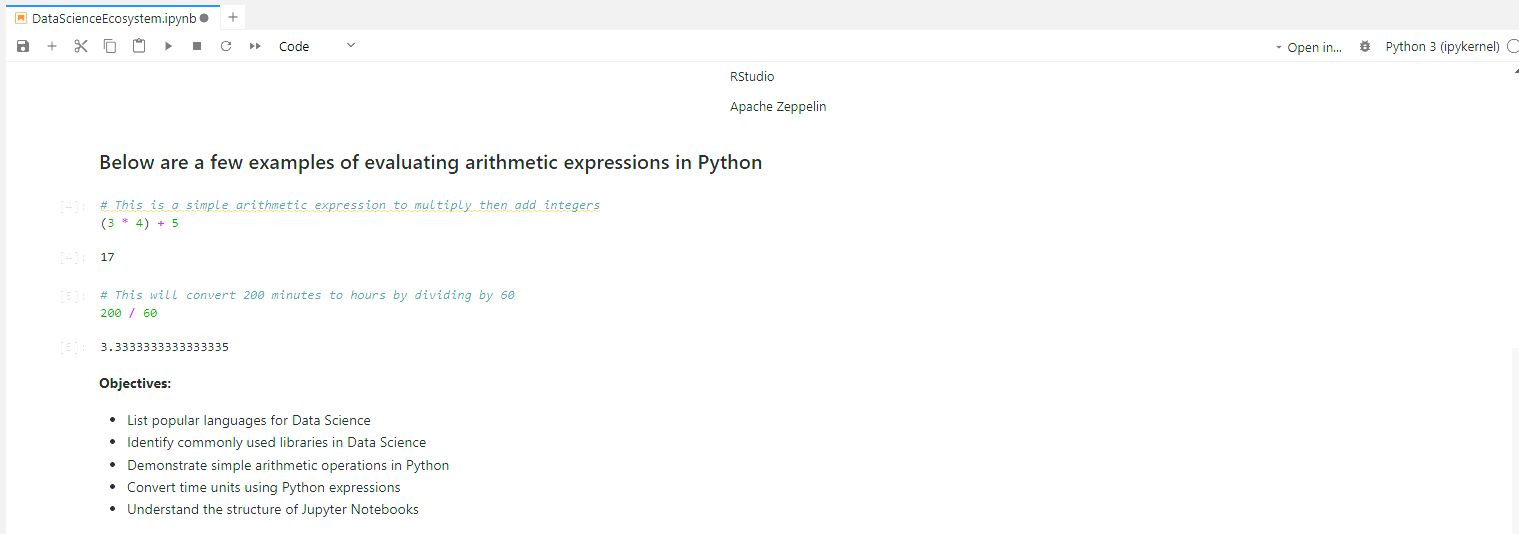 DataScienceEcosystem.ipynb
Code
Open in...
Python 3 (ipykernel)
RStudio
Apache Zeppelin
Below are a few examples of evaluating arithmetic expressions in Python
[4]: # This is a simple arithmetic expression to multiply then add integers
(3 * 4) + 5
[4]: 17
[5]: # This will convert 200 minutes to hours by dividing by 60
200 / 60
[5]: 3.3333333333333335
Objectives:
• List popular languages for Data Science
• Identify commonly used libraries in Data Science
• Demonstrate simple arithmetic operations in Python
• Convert time units using Python expressions
• Understand the structure of Jupyter Notebooks